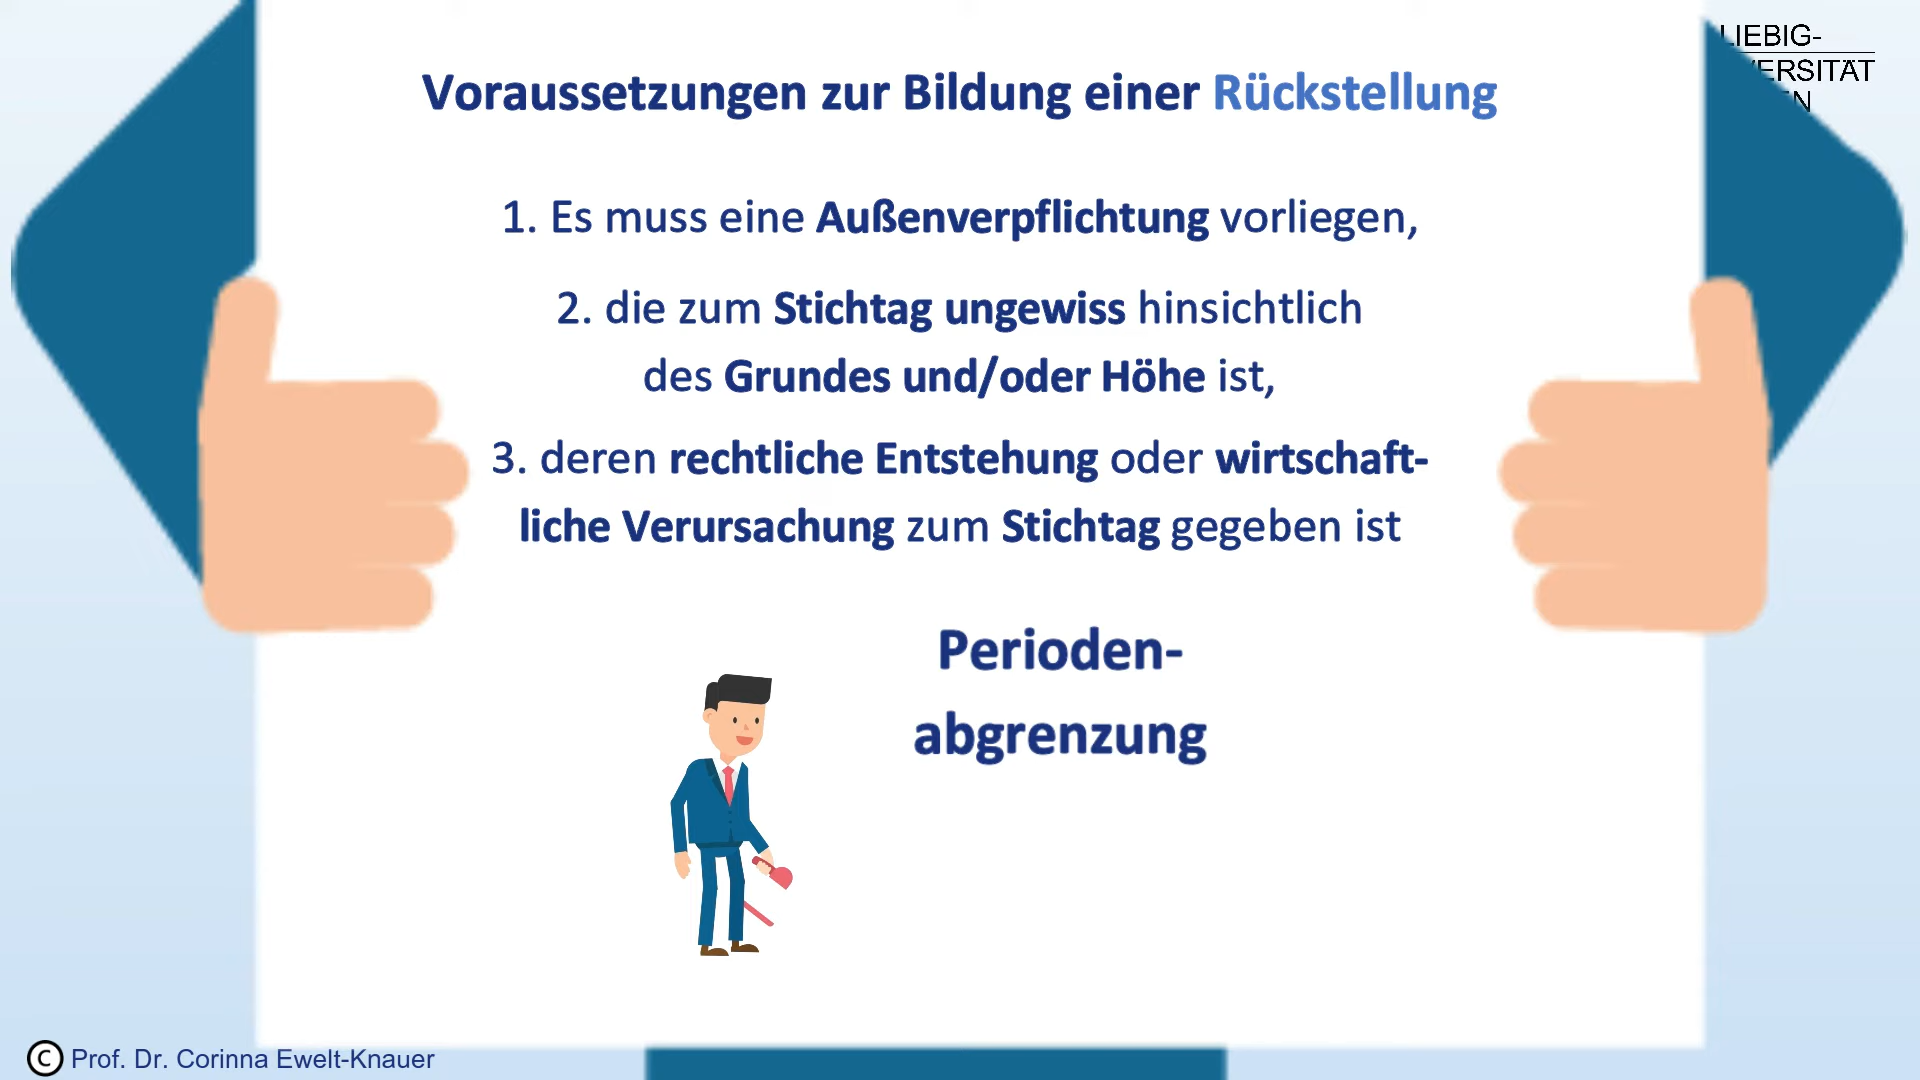 LIEBIG-
Voraussetzungen zur Bildung einer Rückstellung
1. Es muss eine Außenverpflichtung vorliegen,
2. die zum Stichtag ungewiss hinsichtlich
des Grundes und/oder Höhe ist,
3. deren rechtliche Entstehung oder wirtschaft-
liche Verursachung zum Stichtag gegeben ist
Perioden-
abgrenzung
© Prof. Dr. Corinna Ewelt-Knauer